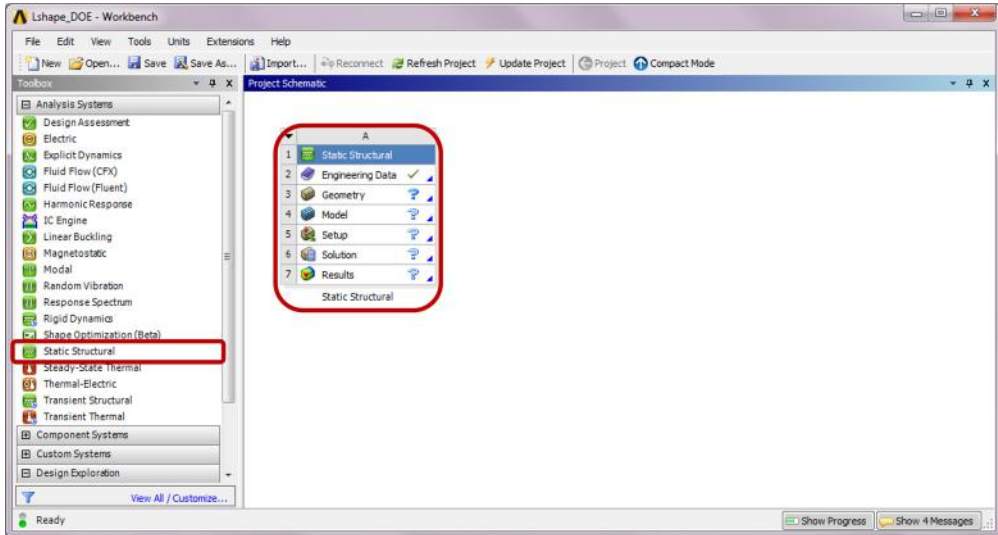 Lshape_DOE - Workbench
File Edit View Tools Units Extensions Help
New Open... Save Save As... Import... Reconnect Refresh Project Update Project Project Compact Mode
Toolbox
Analysis Systems
Design Assessment
Electric
Explicit Dynamics
Fluid Flow (CFX)
Fluid Flow (Fluent)
Harmonic Response
IC Engine
Linear Buckling
Magnetostatic
Modal
Random Vibration
Response Spectrum
Rigid Dynamics
Shape Optimization (Beta)
Static Structural
Steady-State Thermal
Thermal-Electric
Transient Structural
Transient Thermal
Component Systems
Custom Systems
Design Exploration
View All / Customize...
Project Schematic
A
1 Static Structural
2 Engineering Data
3 Geometry
4 Model
5 Setup
6 Solution
7 Results
Static Structural
Ready
Show Progress Show 4 Messages